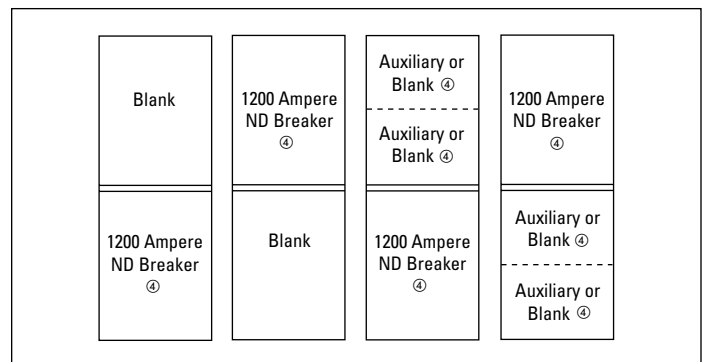 Blank
1200 Ampere
ND Breaker
④
1200 Ampere
ND Breaker
④
Blank
Auxiliary or
Blank ④
Auxiliary or
Blank ④
1200 Ampere
ND Breaker
④
1200 Ampere
ND Breaker
④
Auxiliary or
Blank ④
Auxiliary or
Blank ④